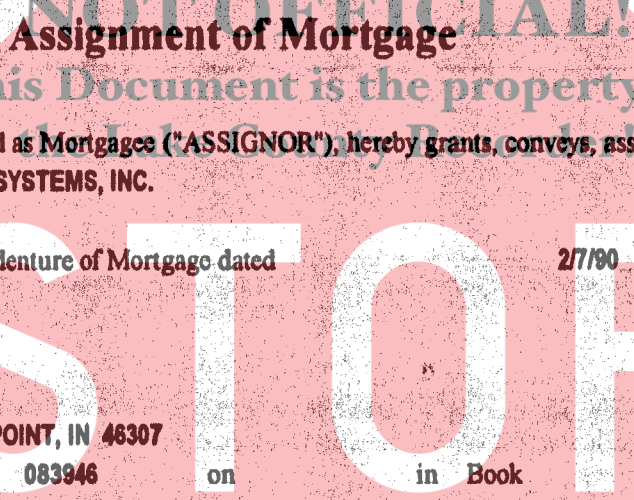 NOT OFFICIAL!
Assignment of Mortgage
his Document is the property
the Lake County Recorder!
d as Mortgagee ("ASSIGNOR"), hereby grants, conveys, ass
SYSTEMS, INC.
STOP
denture of Mortgage dated 2/7/90
POINT, IN 46307
083946 on in Book